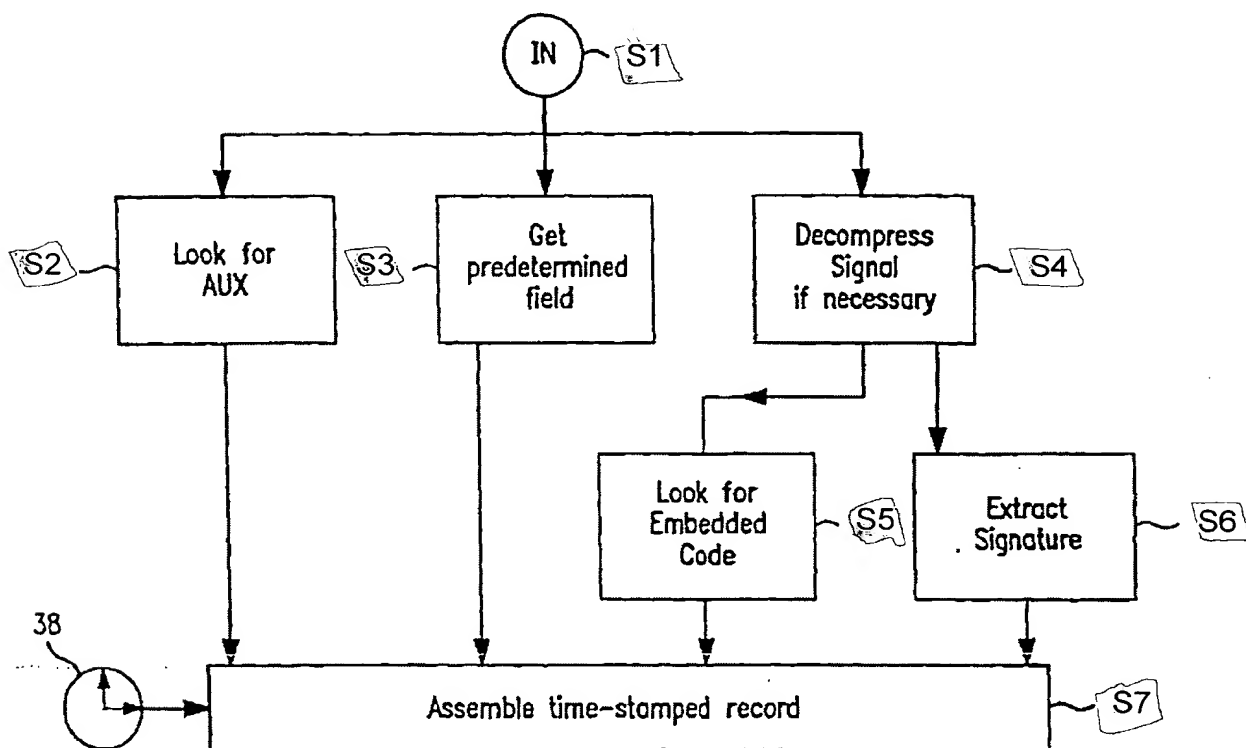 IN
S1
S2
Look for
AUX
S3
Get
predetermined
field
Decompress
Signal
if necessary
S4
Look for
Embedded
Code
S5
Extract
Signature
S6
38
Assemble time-stamped record
S7